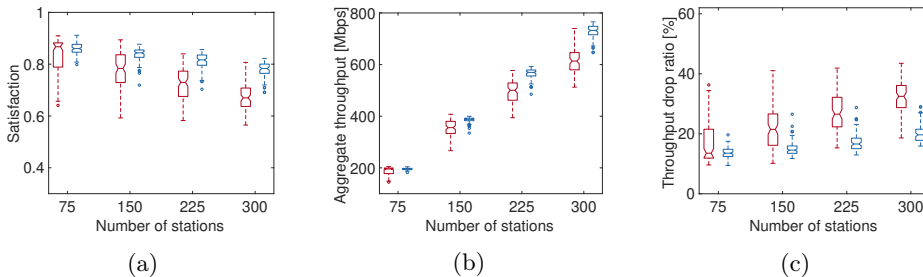 Satisfaction
1
0.8
0.6
0.4
75 150 225 300
Number of stations
(a)
Aggregate throughput [Mbps]
800
600
400
200
75 150 225 300
Number of stations
(b)
Throughput drop ratio [%]
60
40
20
0
75 150 225 300
Number of stations
(c)